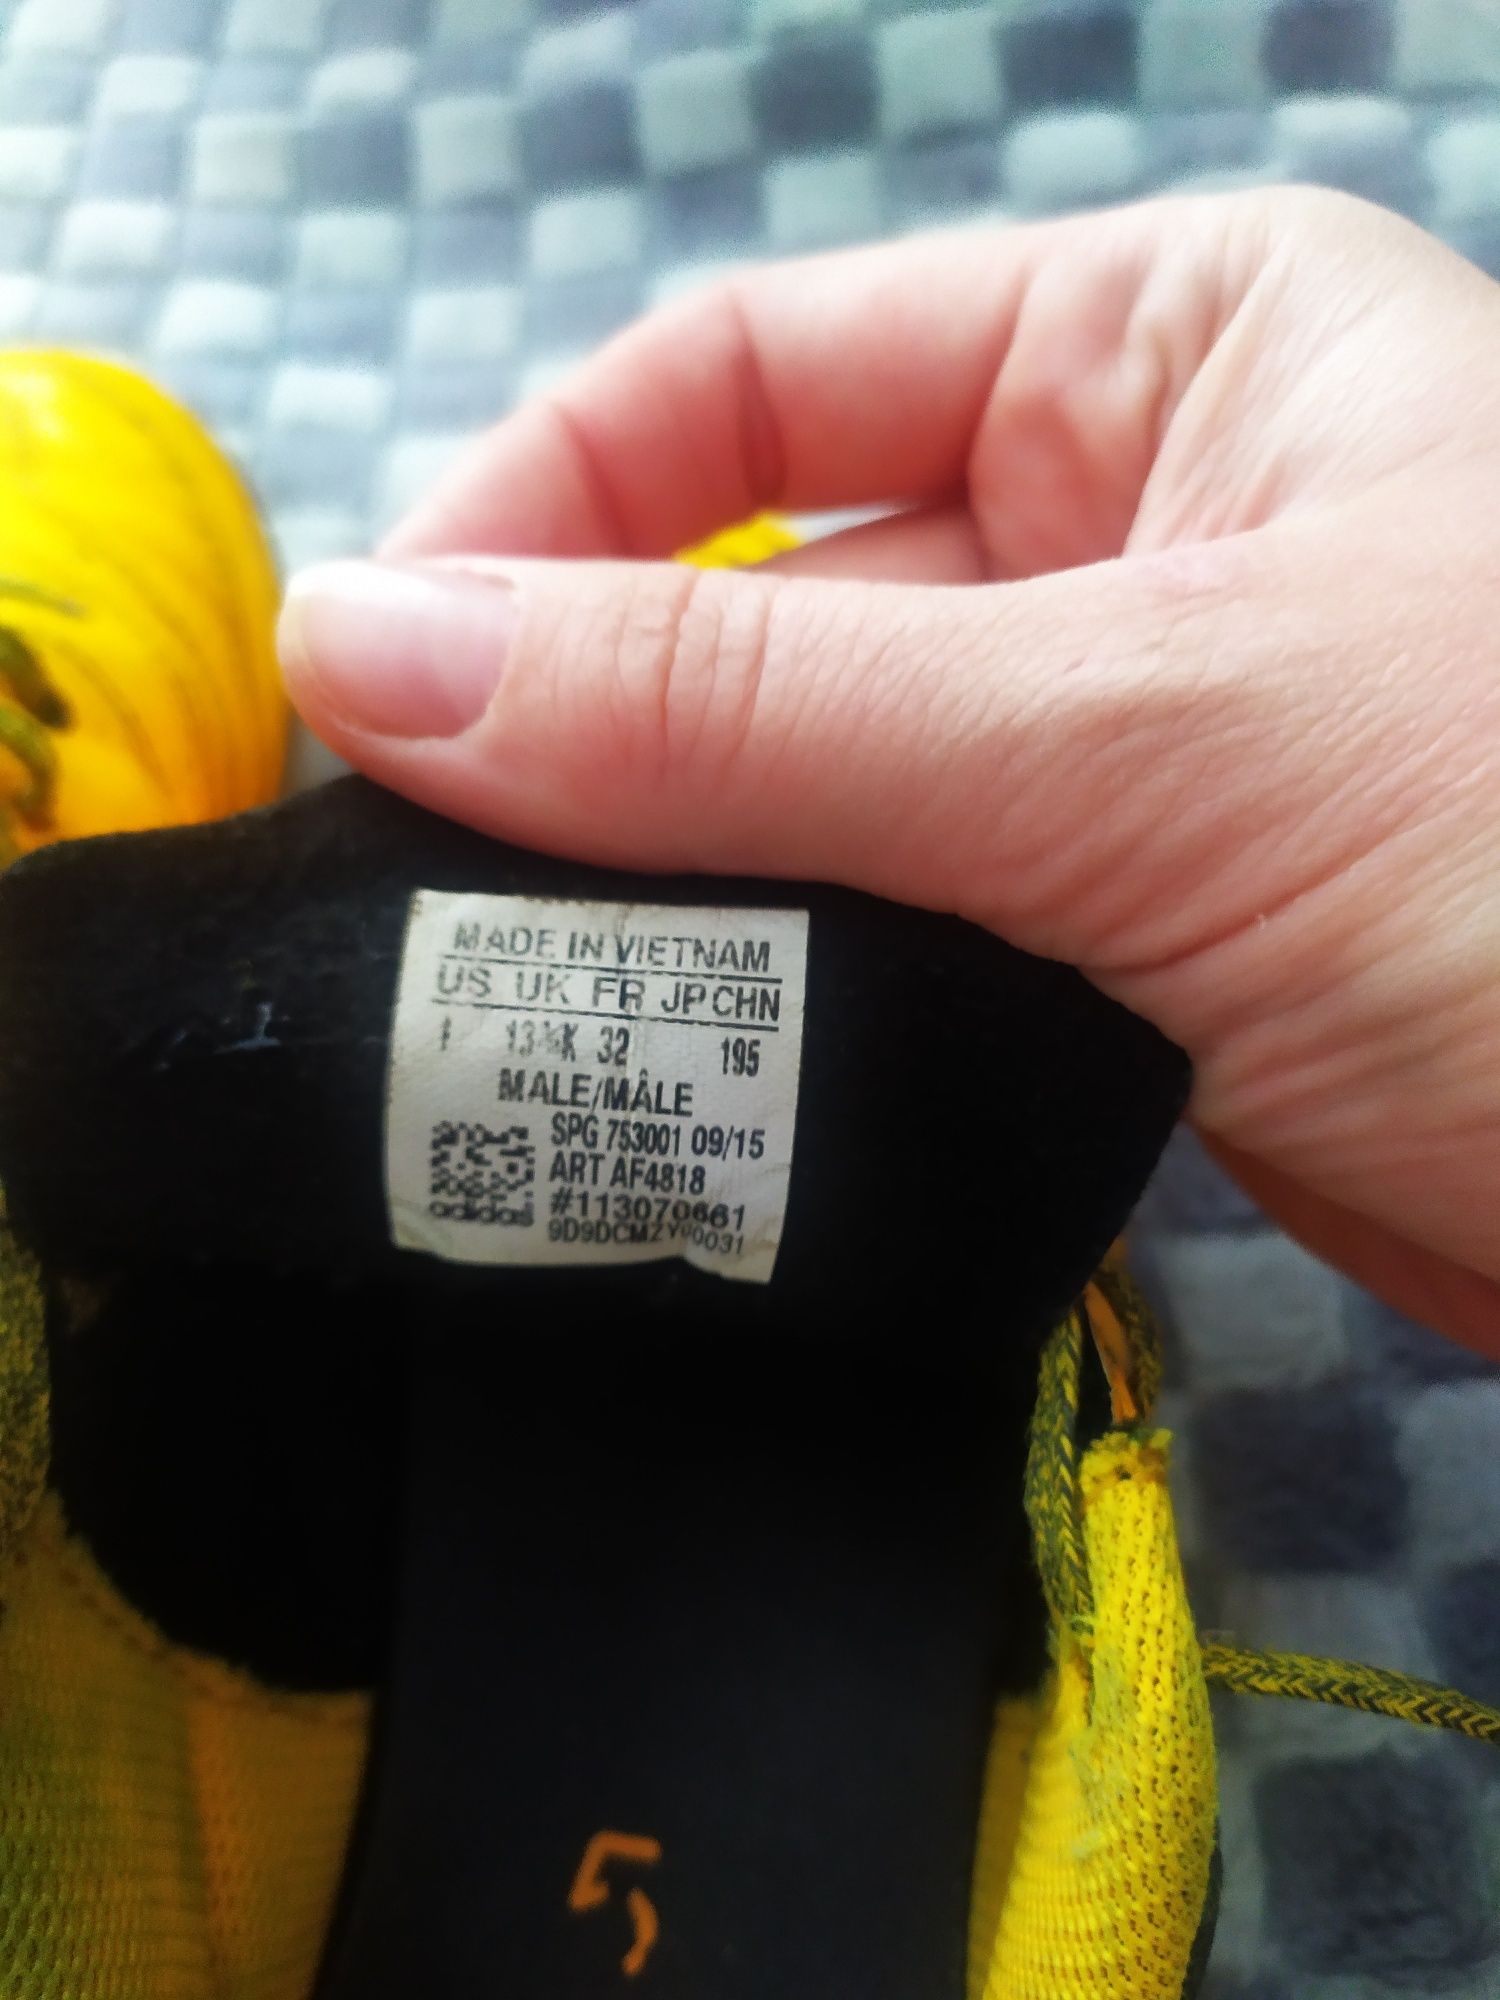 MADE IN VIETNAM
US UK FR JP CHN
1 13½K 32 195
MALE/MÂLE
SPG 753001 09/15
ART AF4818
#113070661
adidas
5